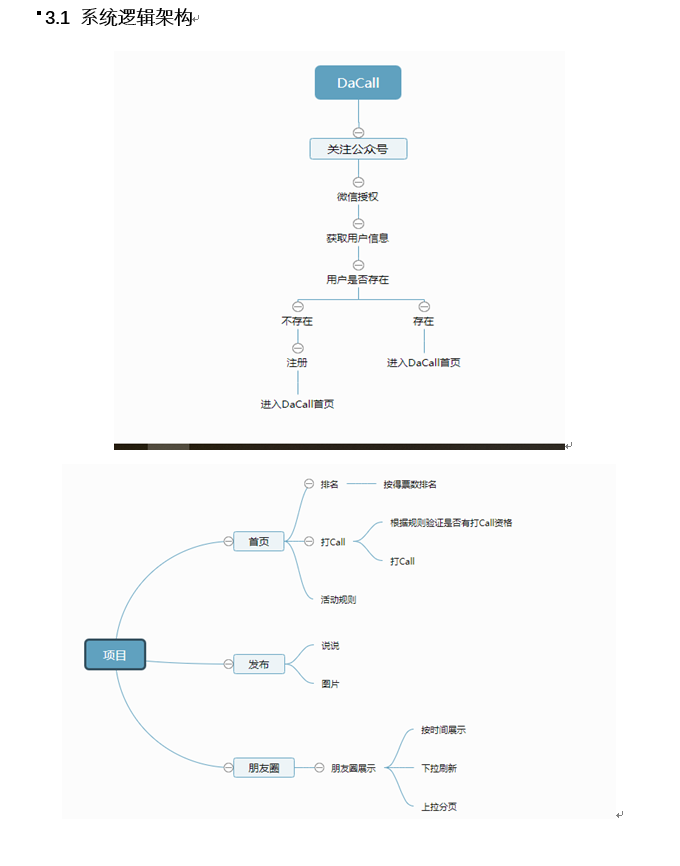 3.1 系统逻辑架构
DaCall
关注公众号
微信授权
获取用户信息
用户是否存在
不存在
存在
注册
进入DaCall首页
进入DaCall首页
项目
首页
排名
按得票数排名
打Call
根据规则验证是否有打Call资格
打Call
活动规则
发布
说说
图片
朋友圈
朋友圈展示
按时间展示
下拉刷新
上拉分页